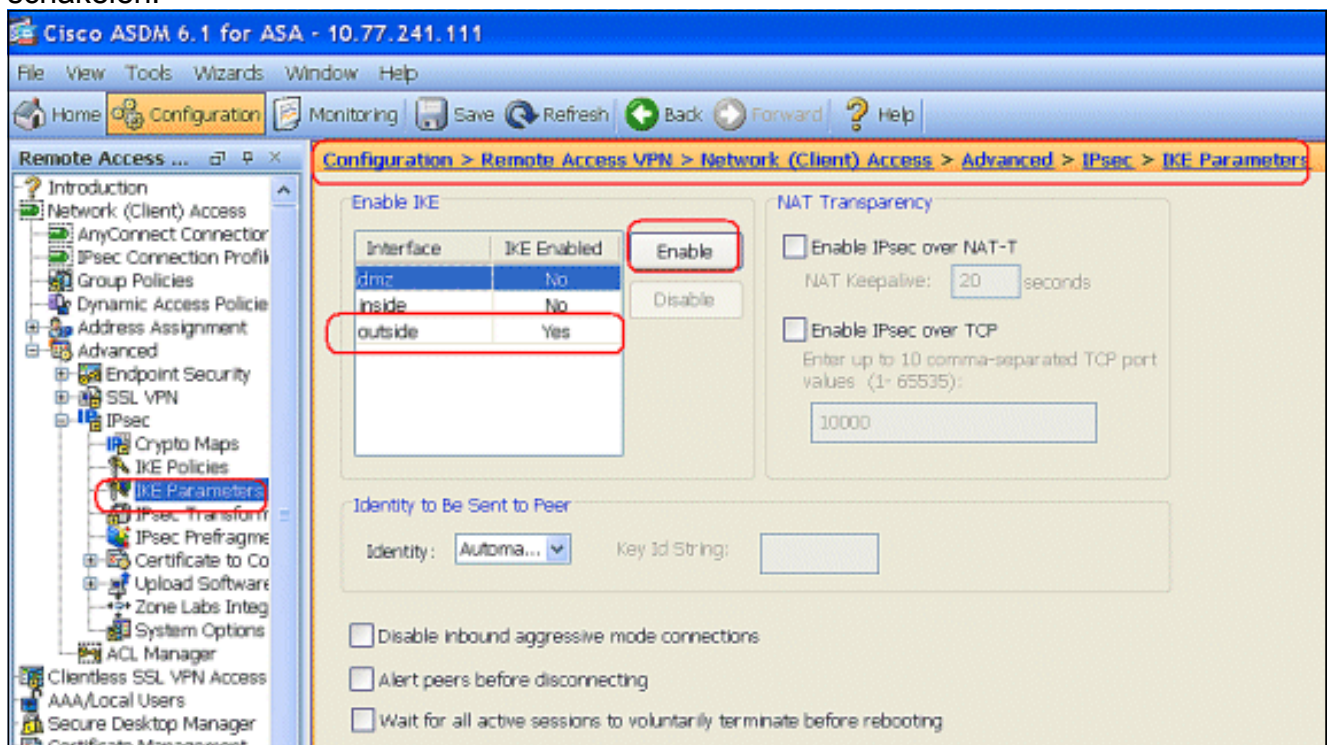 schakelen.
Cisco ASDM 6.1 for ASA - 10.77.241.111
File View Tools Wizards Window Help
Home Configuration Monitoring Save Refresh Back Forward Help
Remote Access ...
Introduction
Network (Client) Access
AnyConnect Connection
IPsec Connection Profil
Group Policies
Dynamic Access Policie
Address Assignment
Advanced
Endpoint Security
SSL VPN
IPsec
Crypto Maps
IKE Policies
IKE Parameters
IPsec Transform
IPsec Prefragme
Certificate to Co
Upload Software
Zone Labs Integ
System Options
ACL Manager
Clientless SSL VPN Access
AAA/Local Users
Secure Desktop Manager
Certificate Management
Configuration > Remote Access VPN > Network (Client) Access > Advanced > IPsec > IKE Parameters
Enable IKE
Interface IKE Enabled
dmz No
inside No
outside Yes
Enable
Disable
NAT Transparency
Enable IPsec over NAT-T
NAT Keepalive: 20 seconds
Enable IPsec over TCP
Enter up to 10 comma-separated TCP port
values (1- 65535):
10000
Identity to Be Sent to Peer
Identity: Automa... Key Id String:
Disable inbound aggressive mode connections
Alert peers before disconnecting
Wait for all active sessions to voluntarily terminate before rebooting